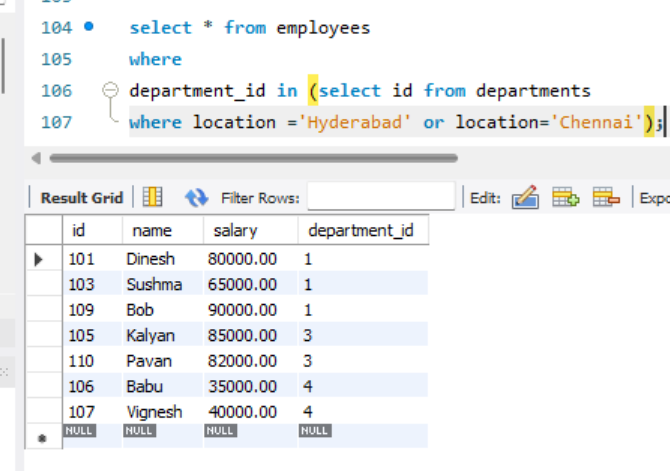 104 select * from employees
105 where
106 department_id in (select id from departments
107 where location ='Hyderabad' or location='Chennai');
Result Grid Filter Rows: Edit:
id name salary department_id
101 Dinesh 80000.00 1
103 Sushma 65000.00 1
109 Bob 90000.00 1
105 Kalyan 85000.00 3
110 Pavan 82000.00 3
106 Babu 35000.00 4
107 Vignesh 40000.00 4
NULL NULL NULL NULL